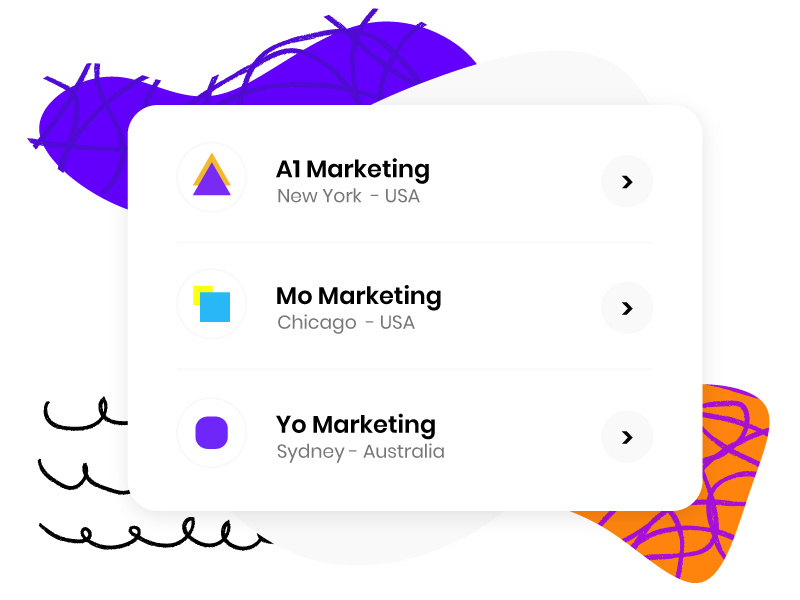 A1 Marketing
New York - USA
Mo Marketing
Chicago - USA
Yo Marketing
Sydney - Australia